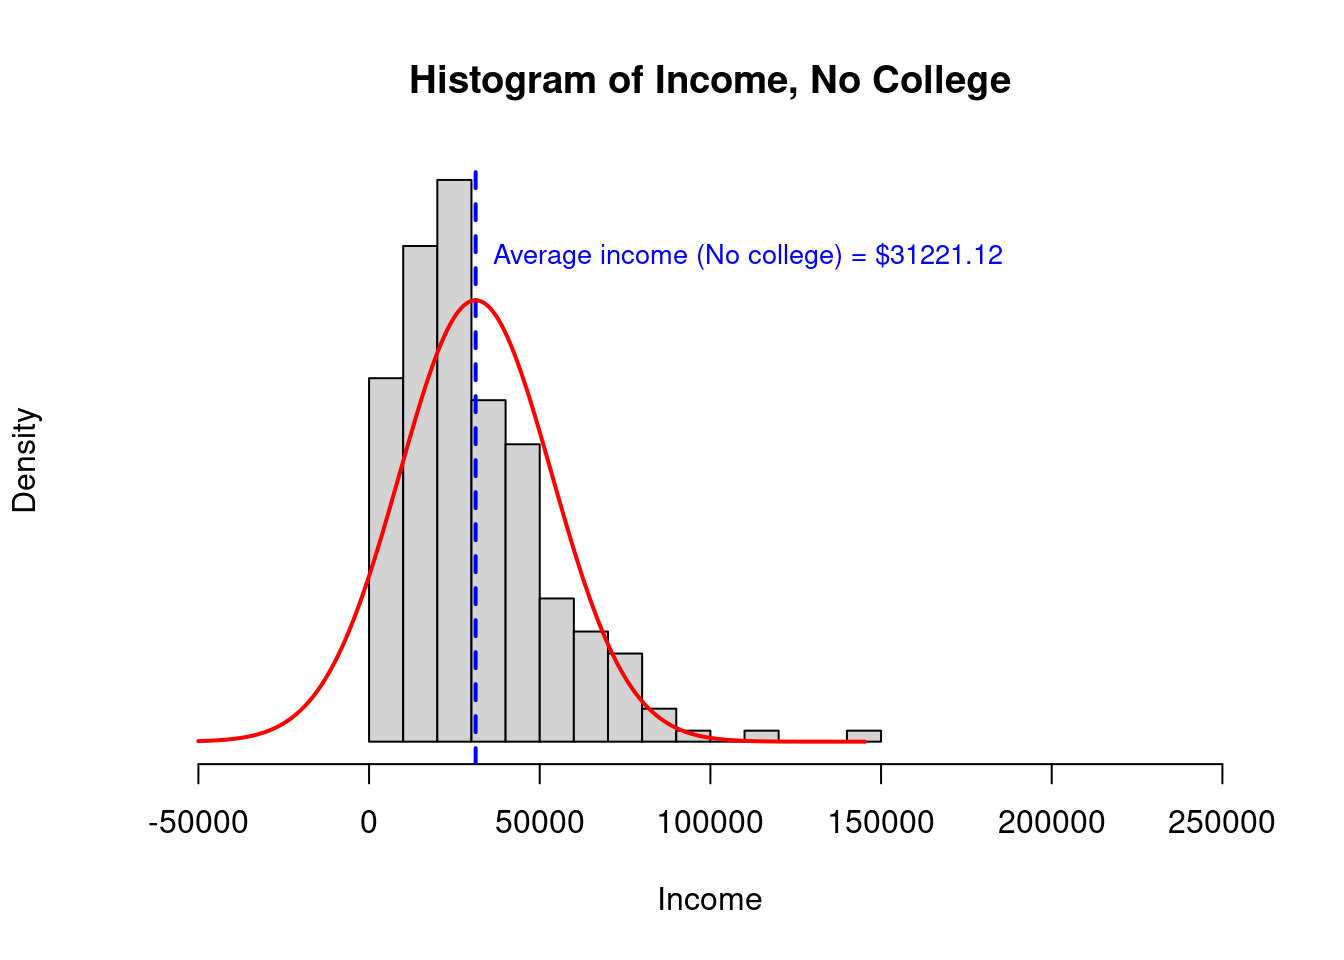 Histogram of Income, No College
Average income (No college) = $31221.12
Density
-50000 0 50000 100000 150000 200000 250000
Income